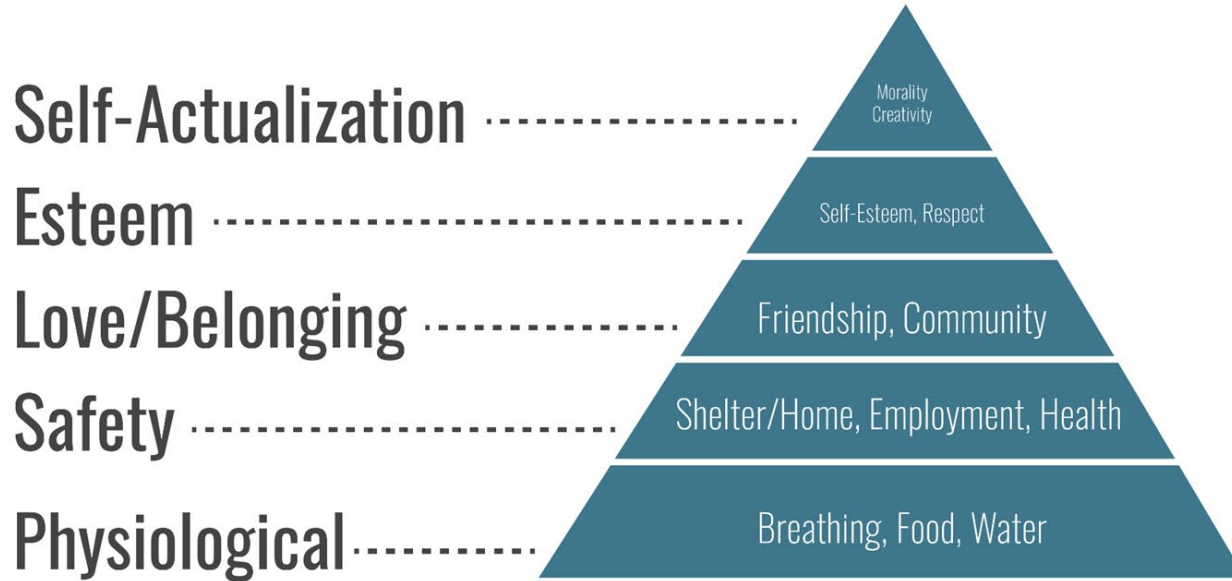 Self-Actualization
Morality
Creativity
Esteem
Self-Esteem, Respect
Love/Belonging
Friendship, Community
Safety
Shelter/Home, Employment, Health
Physiological
Breathing, Food, Water